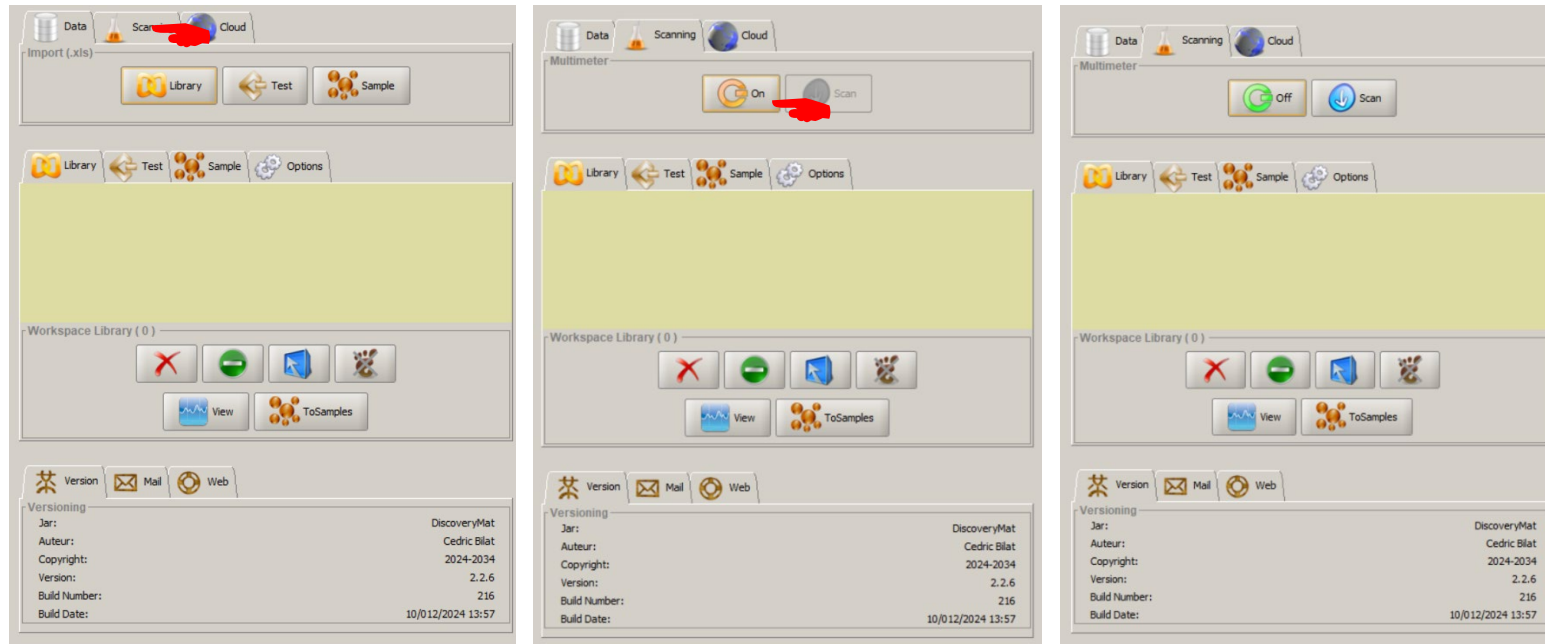 Data Scanning Cloud
Import (.xls)
Library Test Sample
Library Test Sample Options
Workspace Library ( 0 )
View ToSamples
Version Mail Web
Versioning
Jar: DiscoveryMat
Auteur: Cedric Bilat
Copyright: 2024-2034
Version: 2.2.6
Build Number: 216
Build Date: 10/012/2024 13:57
Data Scanning Cloud
Multimeter
On Scan
Library Test Sample Options
Workspace Library ( 0 )
View ToSamples
Version Mail Web
Versioning
Jar: DiscoveryMat
Auteur: Cedric Bilat
Copyright: 2024-2034
Version: 2.2.6
Build Number: 216
Build Date: 10/012/2024 13:57
Data Scanning Cloud
Multimeter
Off Scan
Library Test Sample Options
Workspace Library ( 0 )
View ToSamples
Version Mail Web
Versioning
Jar: DiscoveryMat
Auteur: Cedric Bilat
Copyright: 2024-2034
Version: 2.2.6
Build Number: 216
Build Date: 10/012/2024 13:57